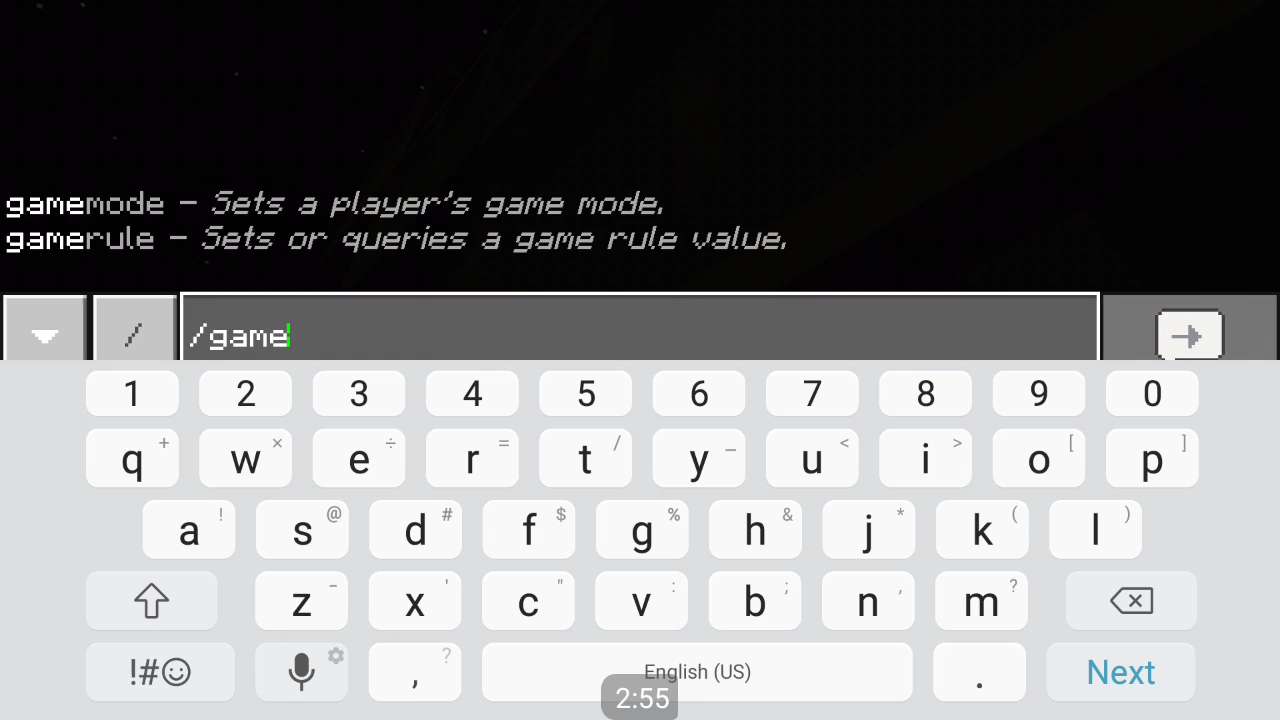 gamemode – Sets a player's game mode.
gamerule – Sets or queries a game rule value.
/ /game
1 2 3 4 5 6 7 8 9 0
q + w × e ÷ r = t / y _ u < i > o [ p ]
a ! s @ d # f $ g % h & j * k ( l )
z - x ' c " v : b ; n , m ?
!#☺ , ? English (US) . Next
2:55